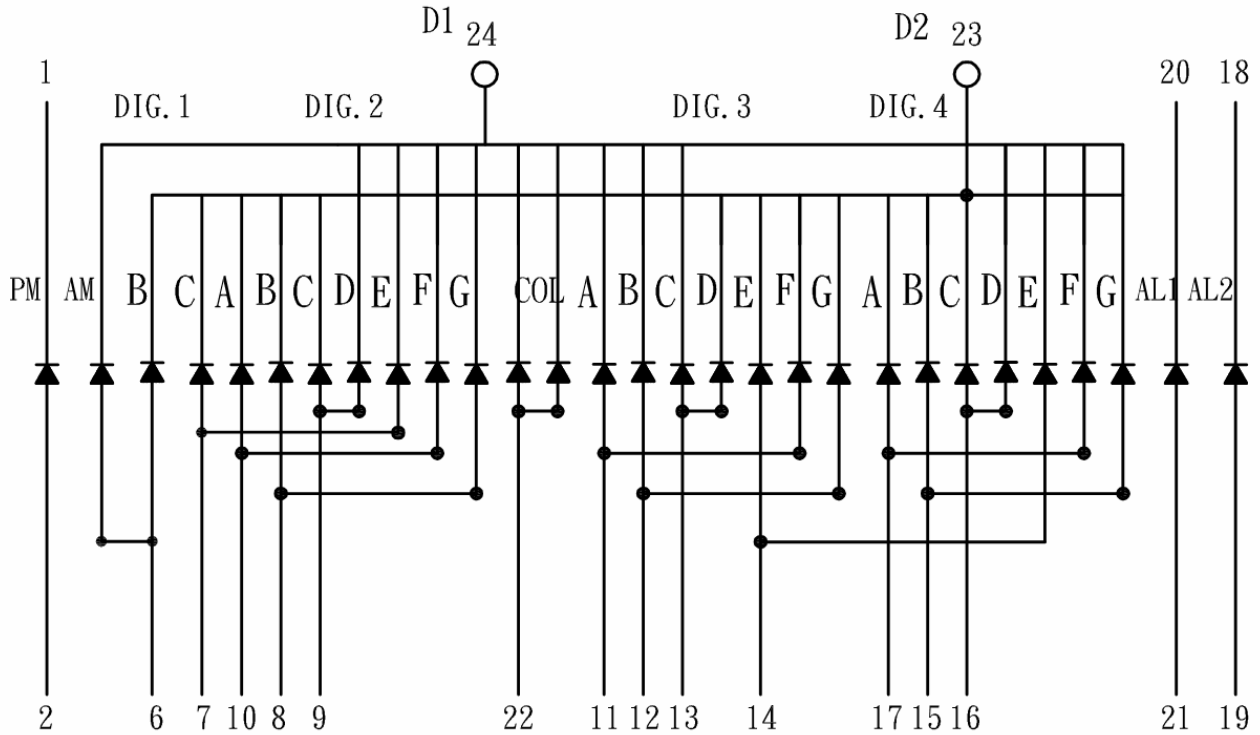 D1 24 D2 23
1 20 18
DIG.1 DIG.2 DIG.3 DIG.4
PM AM B C A B C D E F G COL A B C D E F G A B C D E F G AL1 AL2
2 6 7 10 8 9 22 11 12 13 14 17 15 16 21 19